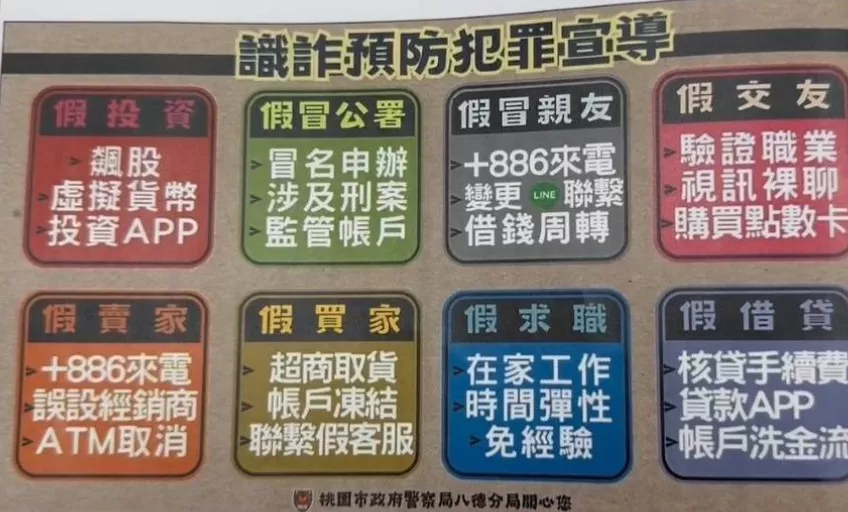 識詐預防犯罪宣導
假投資
飆股
虛擬貨幣
投資APP
假冒公署
冒名申辦
涉及刑案
監管帳戶
假冒親友
+886來電
變更LINE聯繫
借錢周轉
假交友
驗證職業
視訊裸聊
購買點數卡
假賣家
+886來電
誤設經銷商
ATM取消
假買家
超商取貨
帳戶凍結
聯繫假客服
假求職
在家工作
時間彈性
免經驗
假借貸
核貸手續費
貸款APP
帳戶洗金流
桃園市政府警察局八德分局關心您